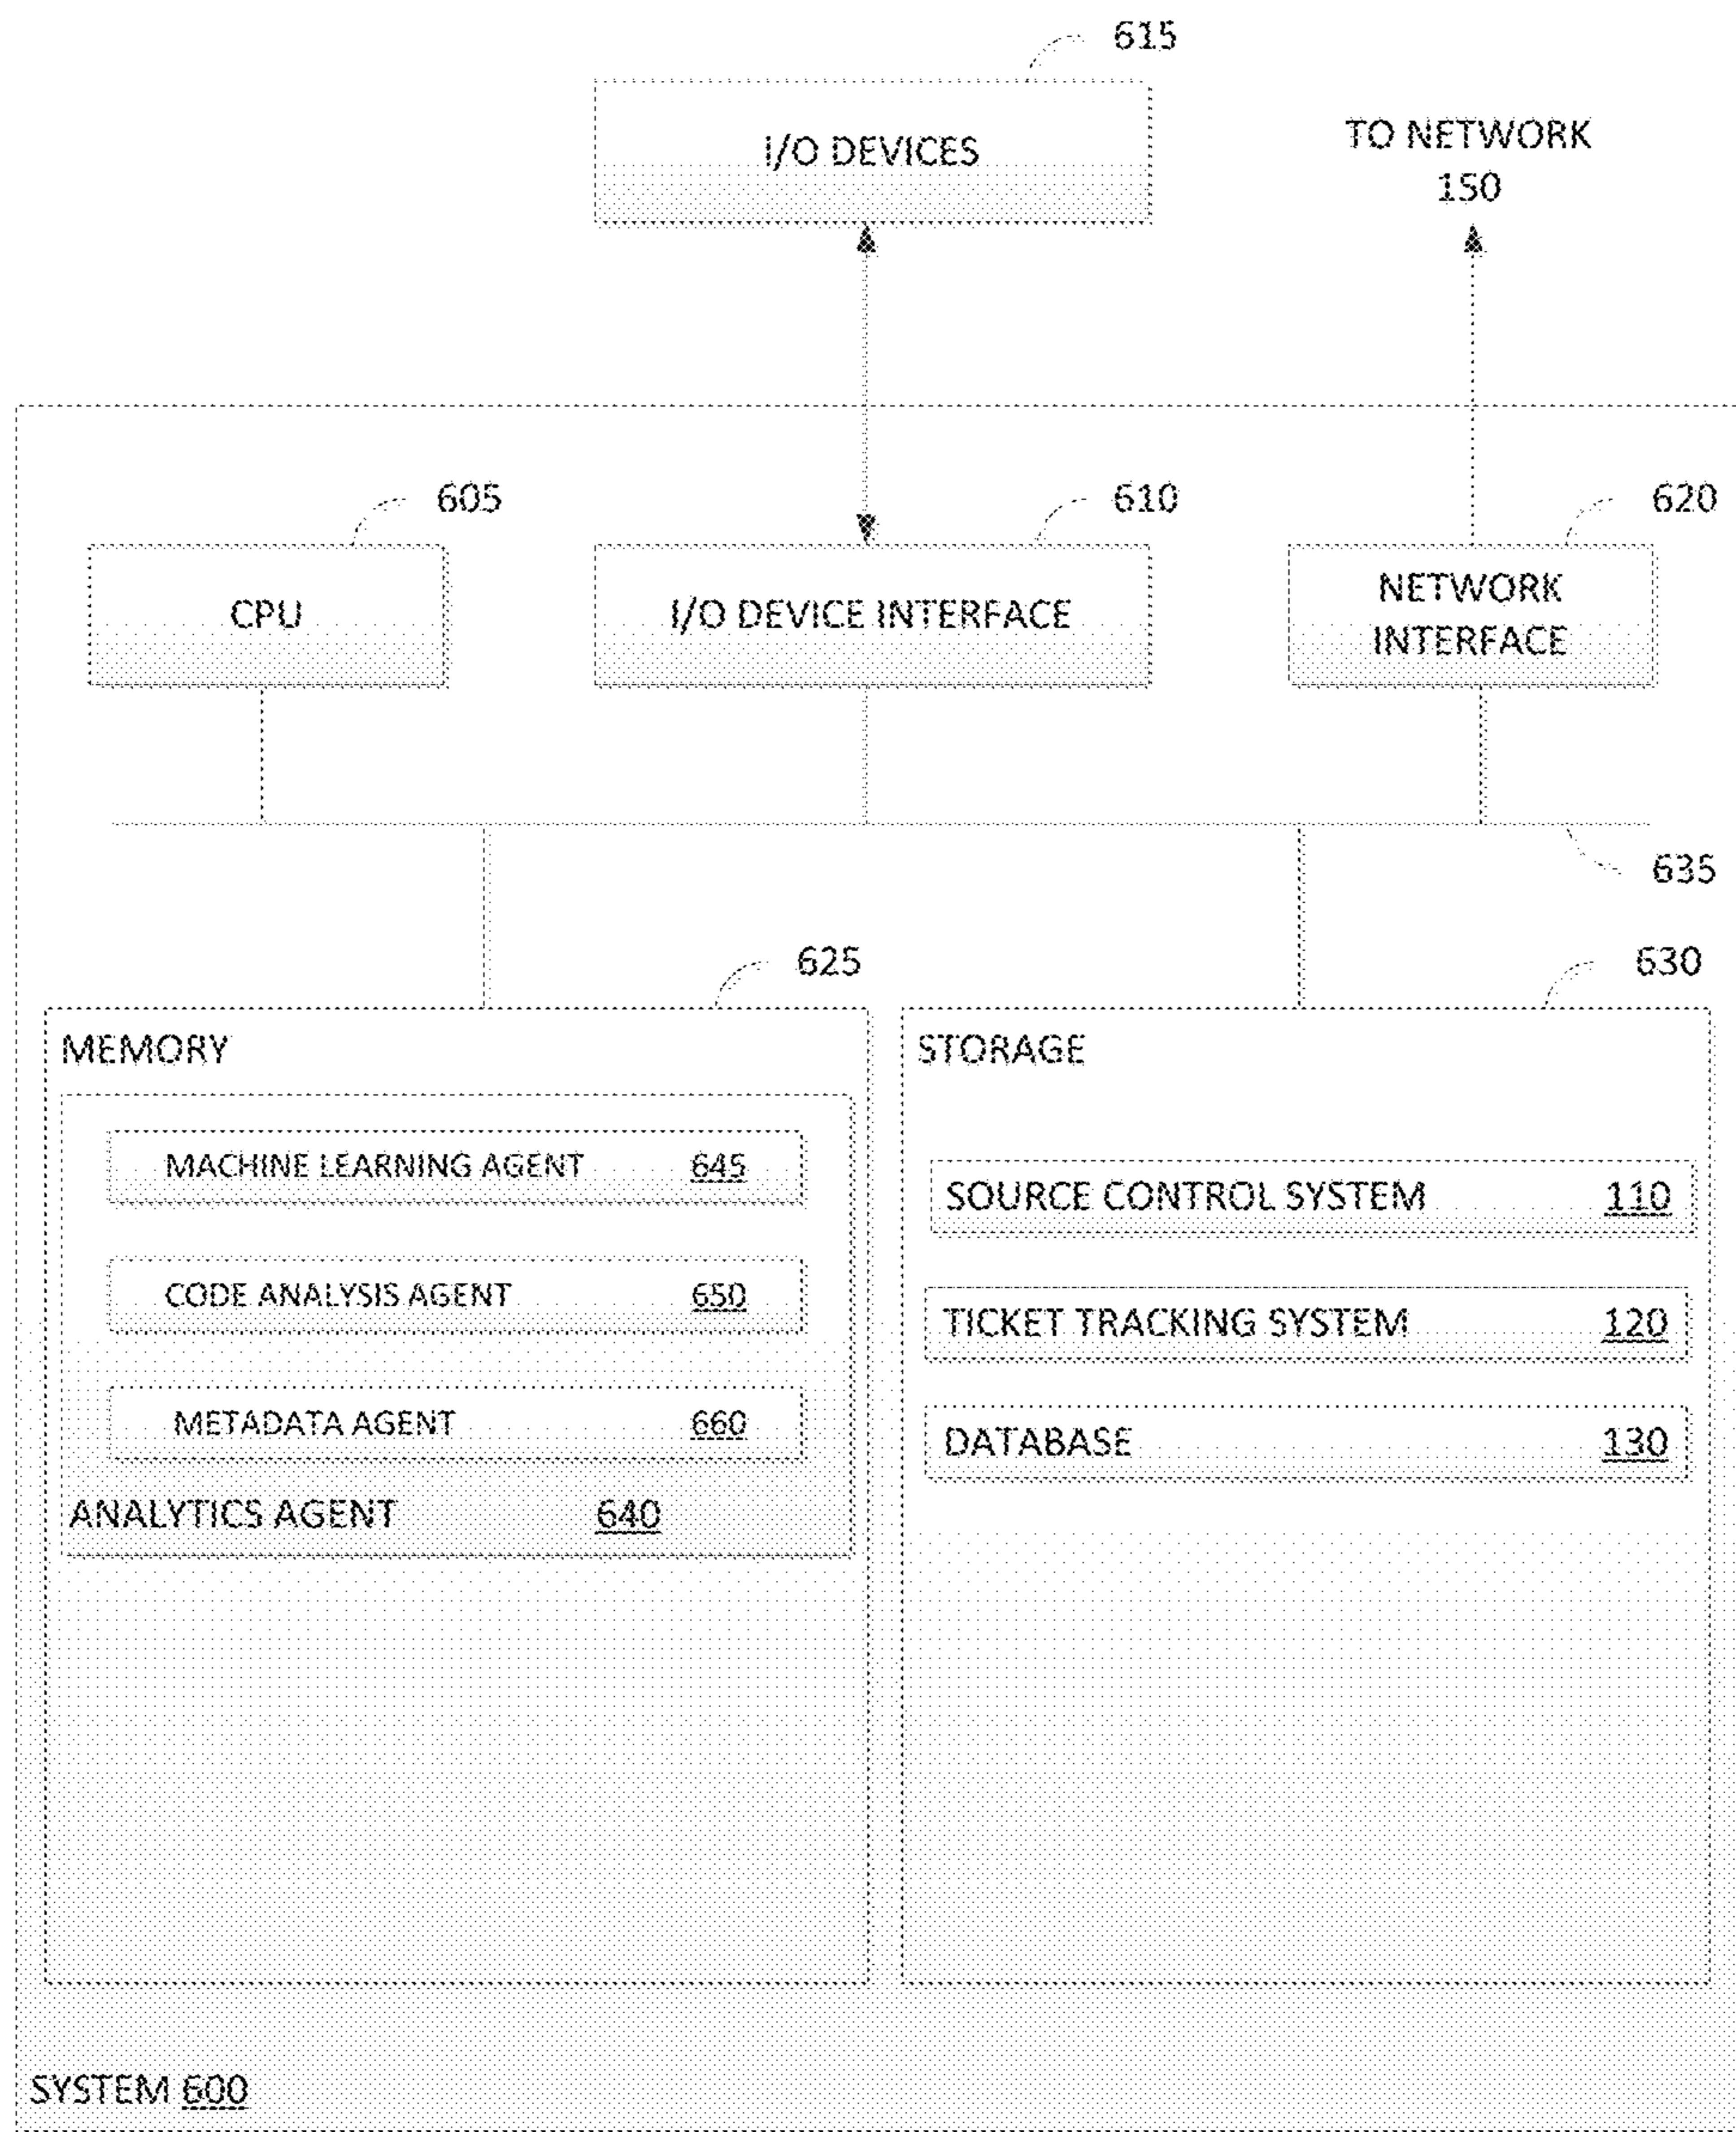 615
I/O DEVICES
TO NETWORK
150
605
610
620
CPU
I/O DEVICE INTERFACE
NETWORK
INTERFACE
635
625
630
MEMORY
MACHINE LEARNING AGENT 645
CODE ANALYSIS AGENT 650
METADATA AGENT 660
ANALYTICS AGENT 640
STORAGE
SOURCE CONTROL SYSTEM 110
TICKET TRACKING SYSTEM 120
DATABASE 130
SYSTEM 600